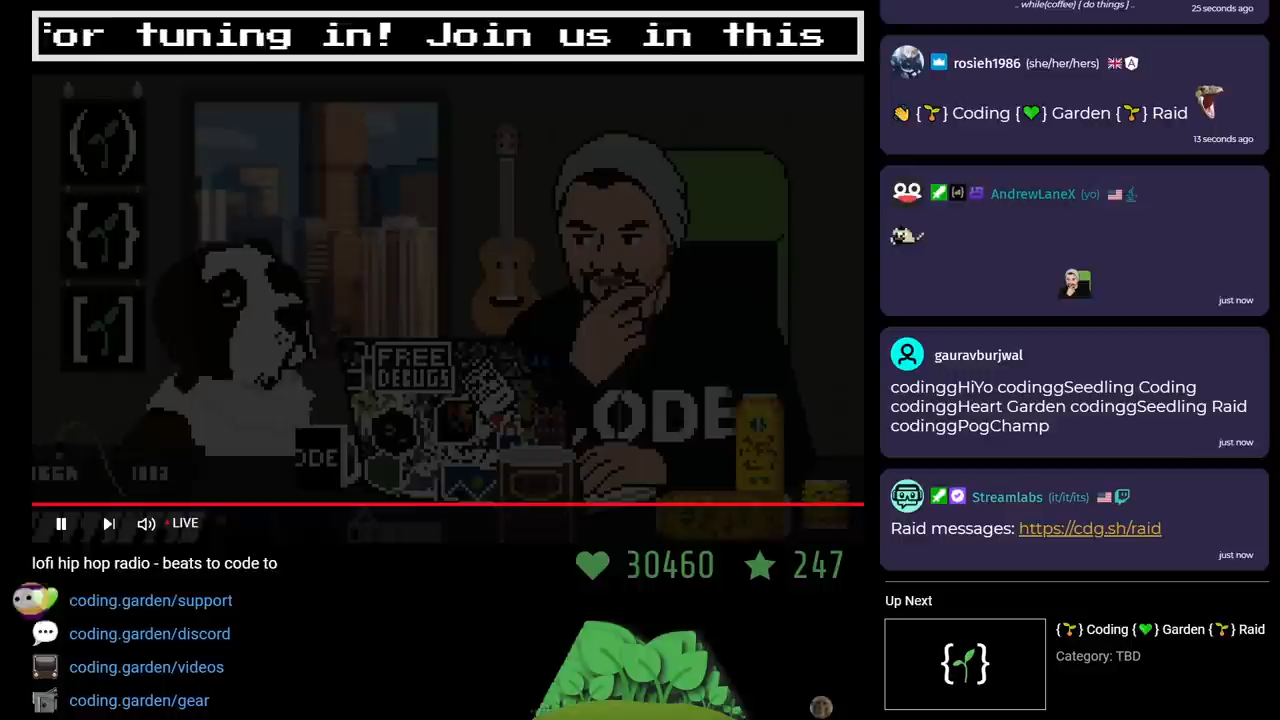 or tuning in! Join us in this
FREE
DEBUGS
.ODE
ODE
LIVE
lofi hip hop radio - beats to code to
30460
247
coding.garden/support
coding.garden/discord
coding.garden/videos
coding.garden/gear
.. while(coffee) { do things } ..
25 seconds ago
rosieh1986 (she/her/hers)
👋 {🌱} Coding {💚} Garden {🌱} Raid
13 seconds ago
AndrewLaneX (yo)
just now
gauravburjwal
codinggHiYo codinggSeedling Coding
codinggHeart Garden codinggSeedling Raid
codinggPogChamp
just now
Streamlabs (it/it/its)
Raid messages: https://cdg.sh/raid
just now
Up Next
{🌱} Coding {💚} Garden {🌱} Raid
Category: TBD